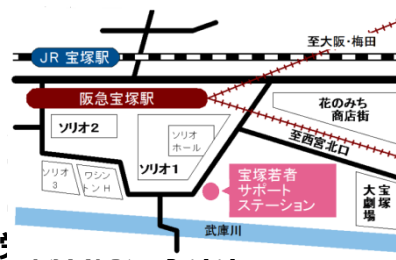 至大阪・梅田
JR 宝塚駅
阪急宝塚駅
花のみち
商店街
ソリオ2
ソリオ
ホール
至西宮北口
ソリオ1
ソリオ
3
ワシン
トンH
宝塚若者
サポート
ステーション
宝塚
大劇場
武庫川